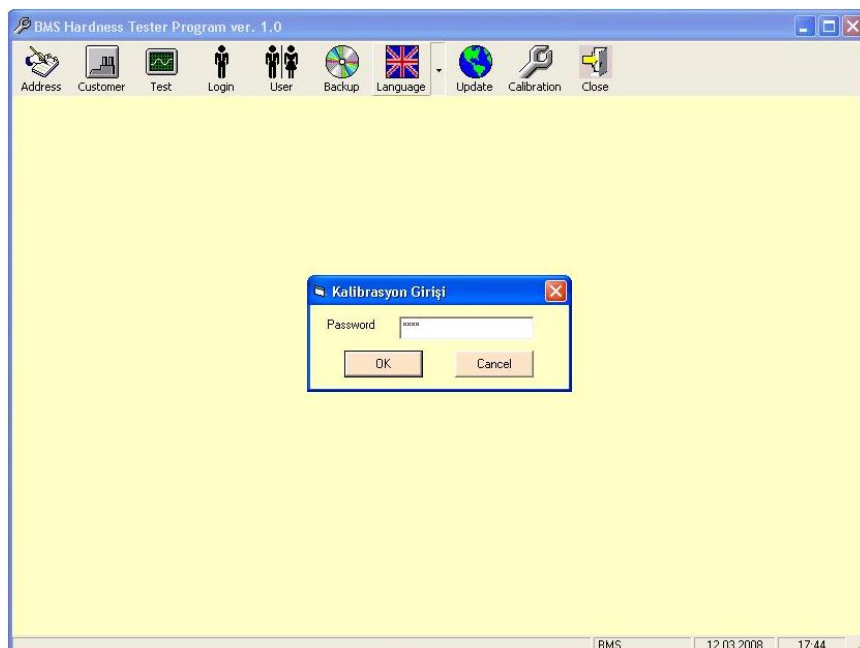 BMS Hardness Tester Program ver. 1.0
Address Customer Test Login User Backup Language Update Calibration Close
Kalibrasyon Girişi
Password ****
OK Cancel
BMS 12.03.2008 17:44